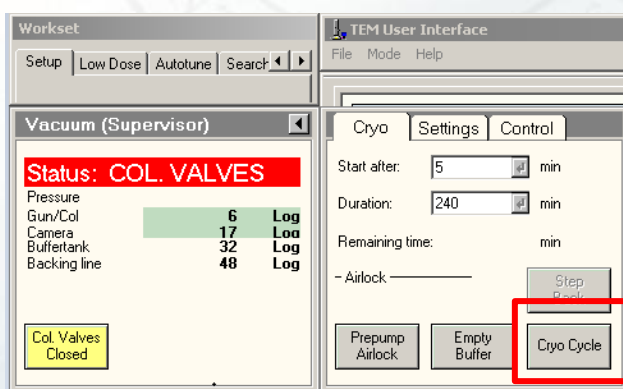 Workset
Setup Low Dose Autotune Search
Vacuum (Supervisor)
Status: COL. VALVES
Pressure
Gun/Col 6 Log
Camera 17 Log
Buffertank 32 Log
Backing line 48 Log
Col. Valves
Closed
TEM User Interface
File Mode Help
Cryo Settings Control
Start after: 5 min
Duration: 240 min
Remaining time: min
Airlock
Step
Back
Prepump
Airlock
Empty
Buffer
Cryo Cycle